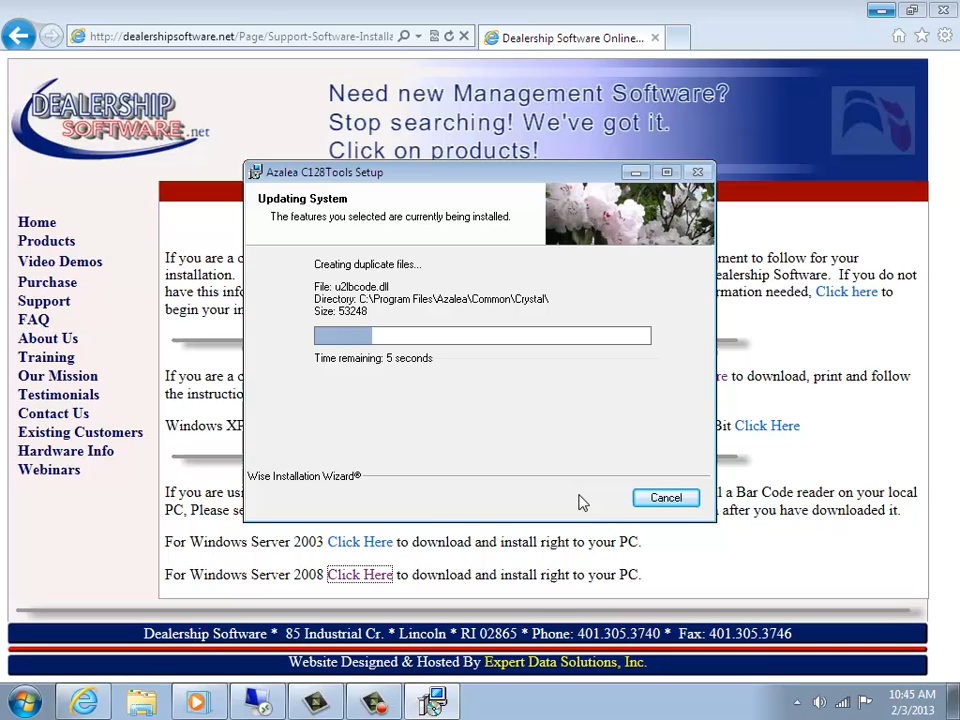 http://dealershipsoftware.net/Page/Support-Software-Installa
Dealership Software Online...
DEALERSHIP
SOFTWARE.net
Need new Management Software?
Stop searching! We've got it.
Click on products!
Home
Products
Video Demos
Purchase
Support
FAQ
About Us
Training
Our Mission
Testimonials
Contact Us
Existing Customers
Hardware Info
Webinars
Azalea C128Tools Setup
Updating System
The features you selected are currently being installed.
Creating duplicate files...
File: u2lbcode.dll
Directory: C:\Program Files\Azalea\Common\Crystal\
Size: 53248
Time remaining: 5 seconds
Wise Installation Wizard®
Cancel
If you are a c ment to follow for your
installation. ealership Software. If you do not
have this info rmation needed, Click here to
begin your i
If you are a c re to download, print and follow
the instructio
Windows XP Bit Click Here
If you are usi l a Bar Code reader on your local
PC, Please se after you have downloaded it.
For Windows Server 2003 Click Here to download and install right to your PC.
For Windows Server 2008 Click Here to download and install right to your PC.
Dealership Software * 85 Industrial Cr. * Lincoln * RI 02865 * Phone: 401.305.3740 * Fax: 401.305.3746
Website Designed & Hosted By Expert Data Solutions, Inc.
10:45 AM
2/3/2013